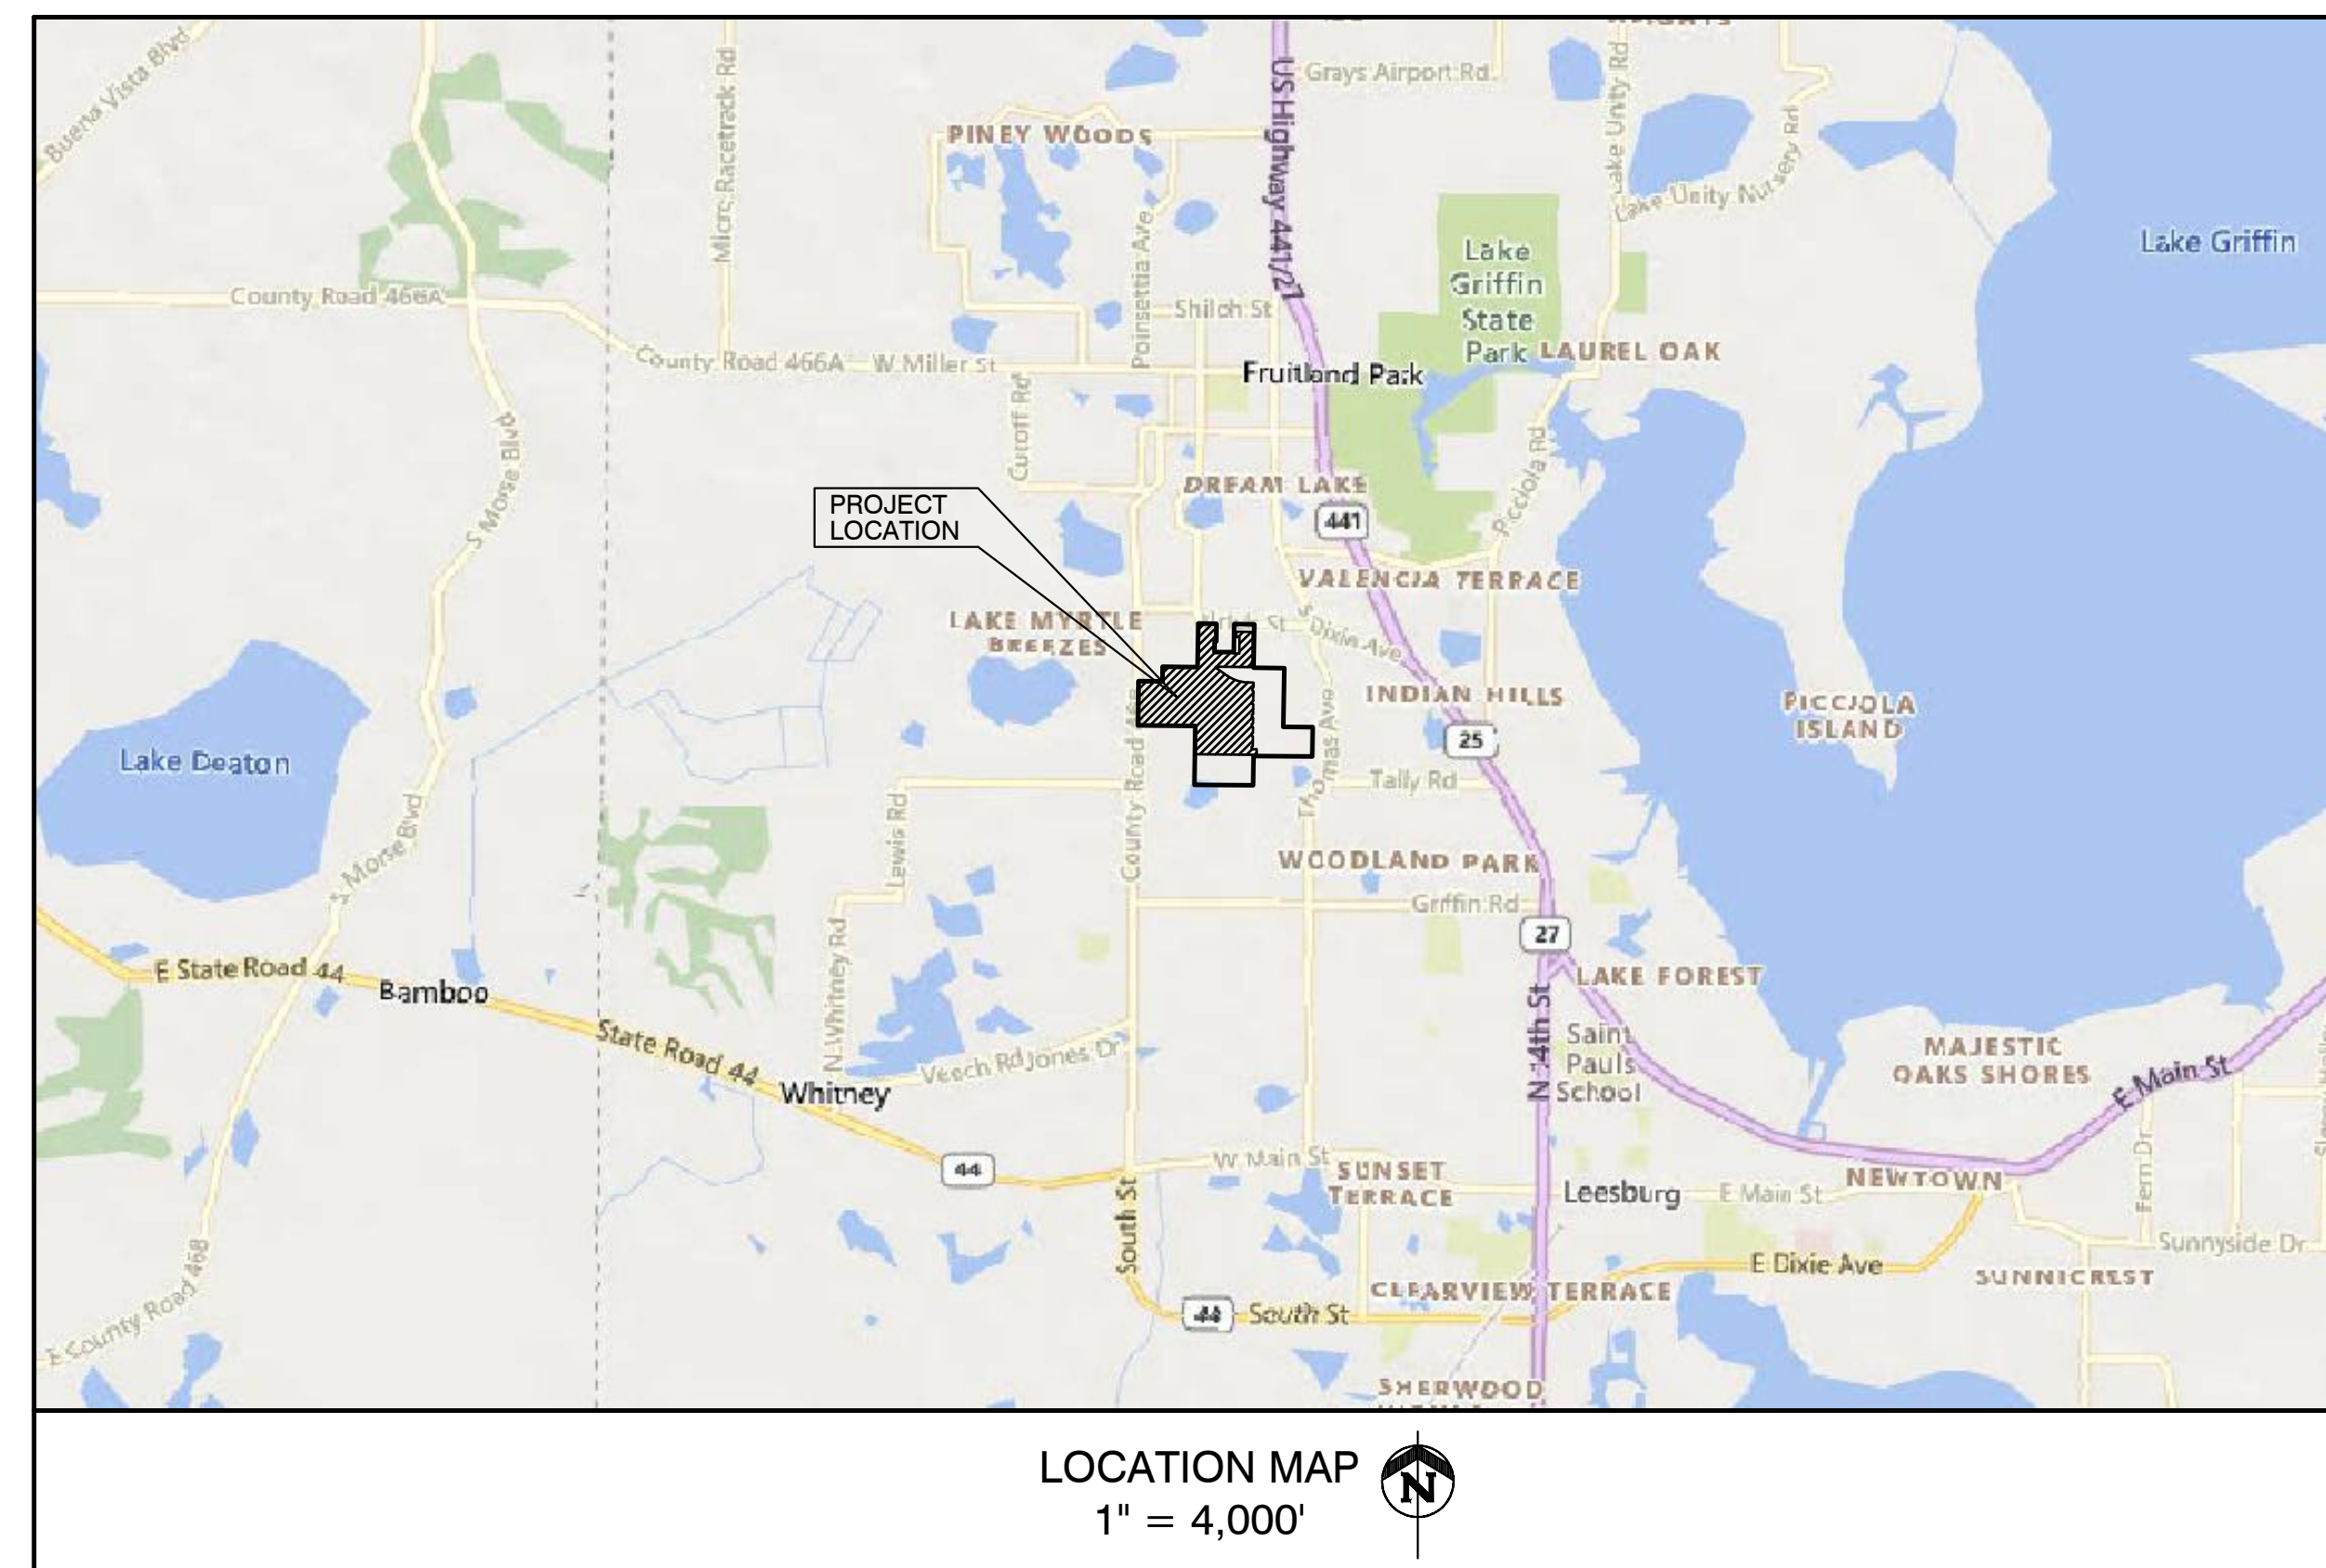 Buena Vista Blvd
Micro Racetrack Rd
US Highway 441/27
Grays Airport Rd
Lake Unity Rd
PINEY WOODS
Lake Unity Nursery Rd
Poinsettia Ave
Lake Griffin
Lake
Griffin
State
Park
LAUREL OAK
County Road 466A
Shiloh St
County Road 466A
W Miller St
Fruitland Park
Cutoff Rd
S Morse Blvd
Picciola Rd
DREAM LAKE
441
PROJECT
LOCATION
VALENCIA TERRACE
LAKE MYRTLE
BREEZES
S Dixie Ave
INDIAN HILLS
PICCIOLA
ISLAND
25
Lake Deaton
Thomas Ave
Tally Rd
County Road 468
Lewis Rd
S Morse Blvd
WOODLAND PARK
Griffin Rd
27
N Whitney Rd
E State Road 44
Bamboo
LAKE FOREST
State Road 44
N 14th St
Saint
Pauls
School
Veech Rd
Jones Dr
Whitney
MAJESTIC
OAKS SHORES
E Main St
44
W Main St
SUNSET
TERRACE
Leesburg
E Main St
NEWTOWN
Fern Dr
South St
Sunnyside Dr
E County Road 468
E Dixie Ave
SUNNICREST
CLEARVIEW TERRACE
44
South St
SHERWOOD
LOCATION MAP
N
1" = 4,000'